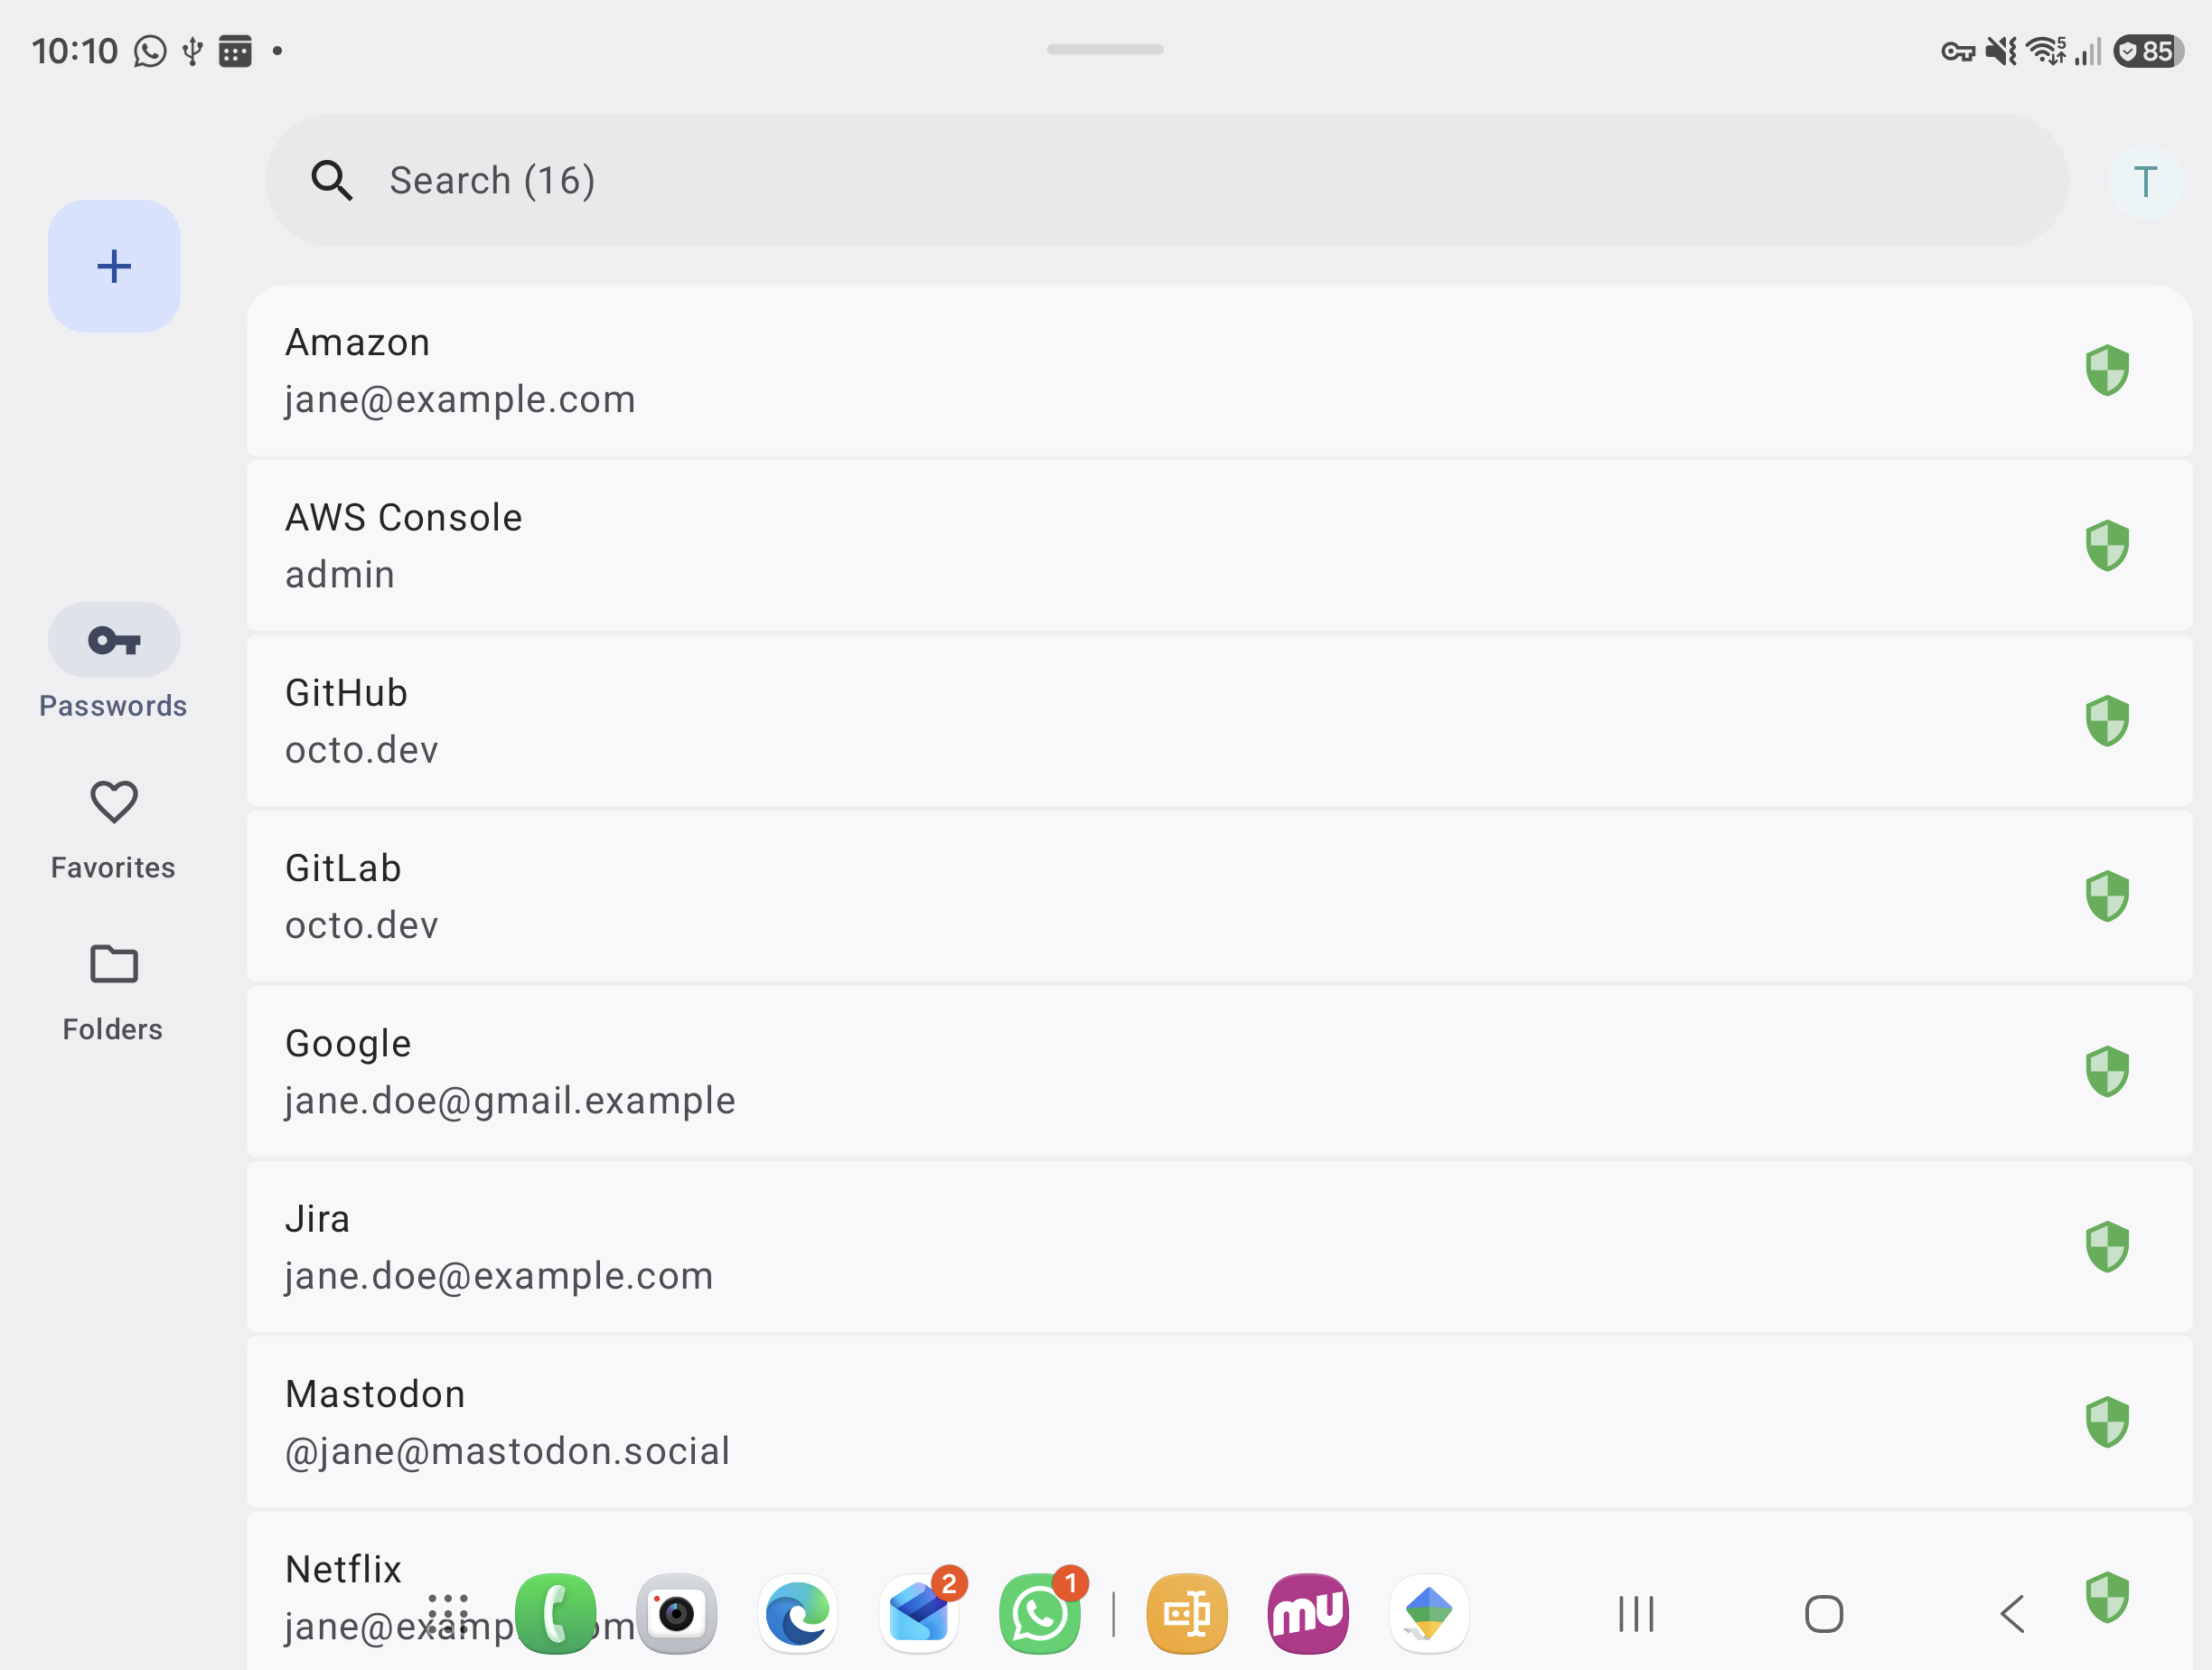 10:10
85
Search (16)
T
Amazon
jane@example.com
AWS Console
admin
GitHub
octo.dev
Passwords
GitLab
octo.dev
Favorites
Google
jane.doe@gmail.example
Folders
Jira
jane.doe@example.com
Mastodon
@jane@mastodon.social
Netflix
2
1
mu